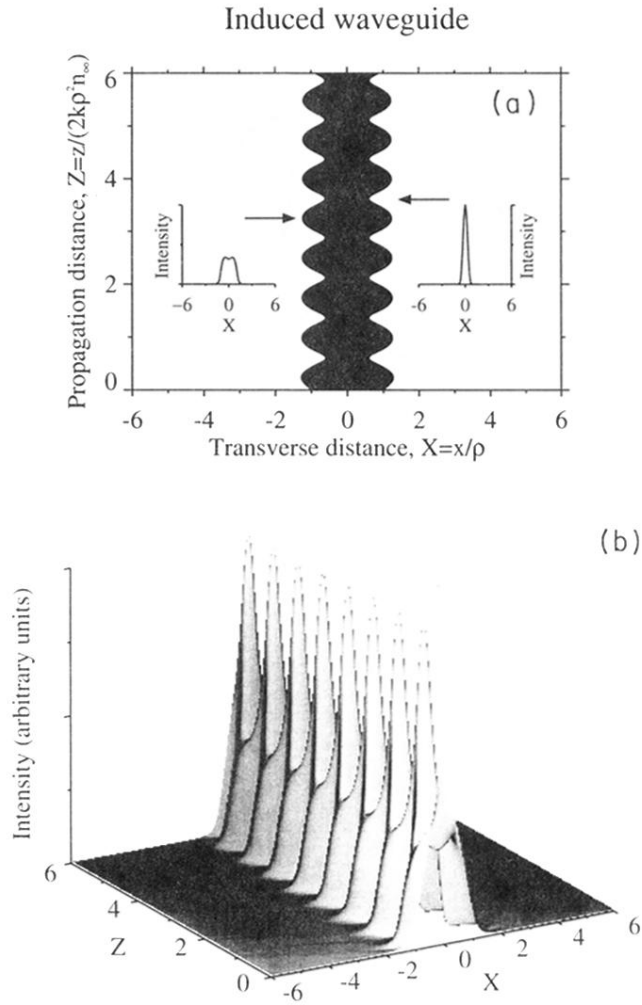 Induced waveguide
(a)
Propagation distance, Z=z/(2kρ²n∞)
6
4
2
0
Intensity
-6 0 6
X
Intensity
-6 0 6
X
-6 -4 -2 0 2 4 6
Transverse distance, X=x/ρ
(b)
Intensity (arbitrary units)
6
4
2
0
Z
-6
-4
-2
0
2
4
6
X